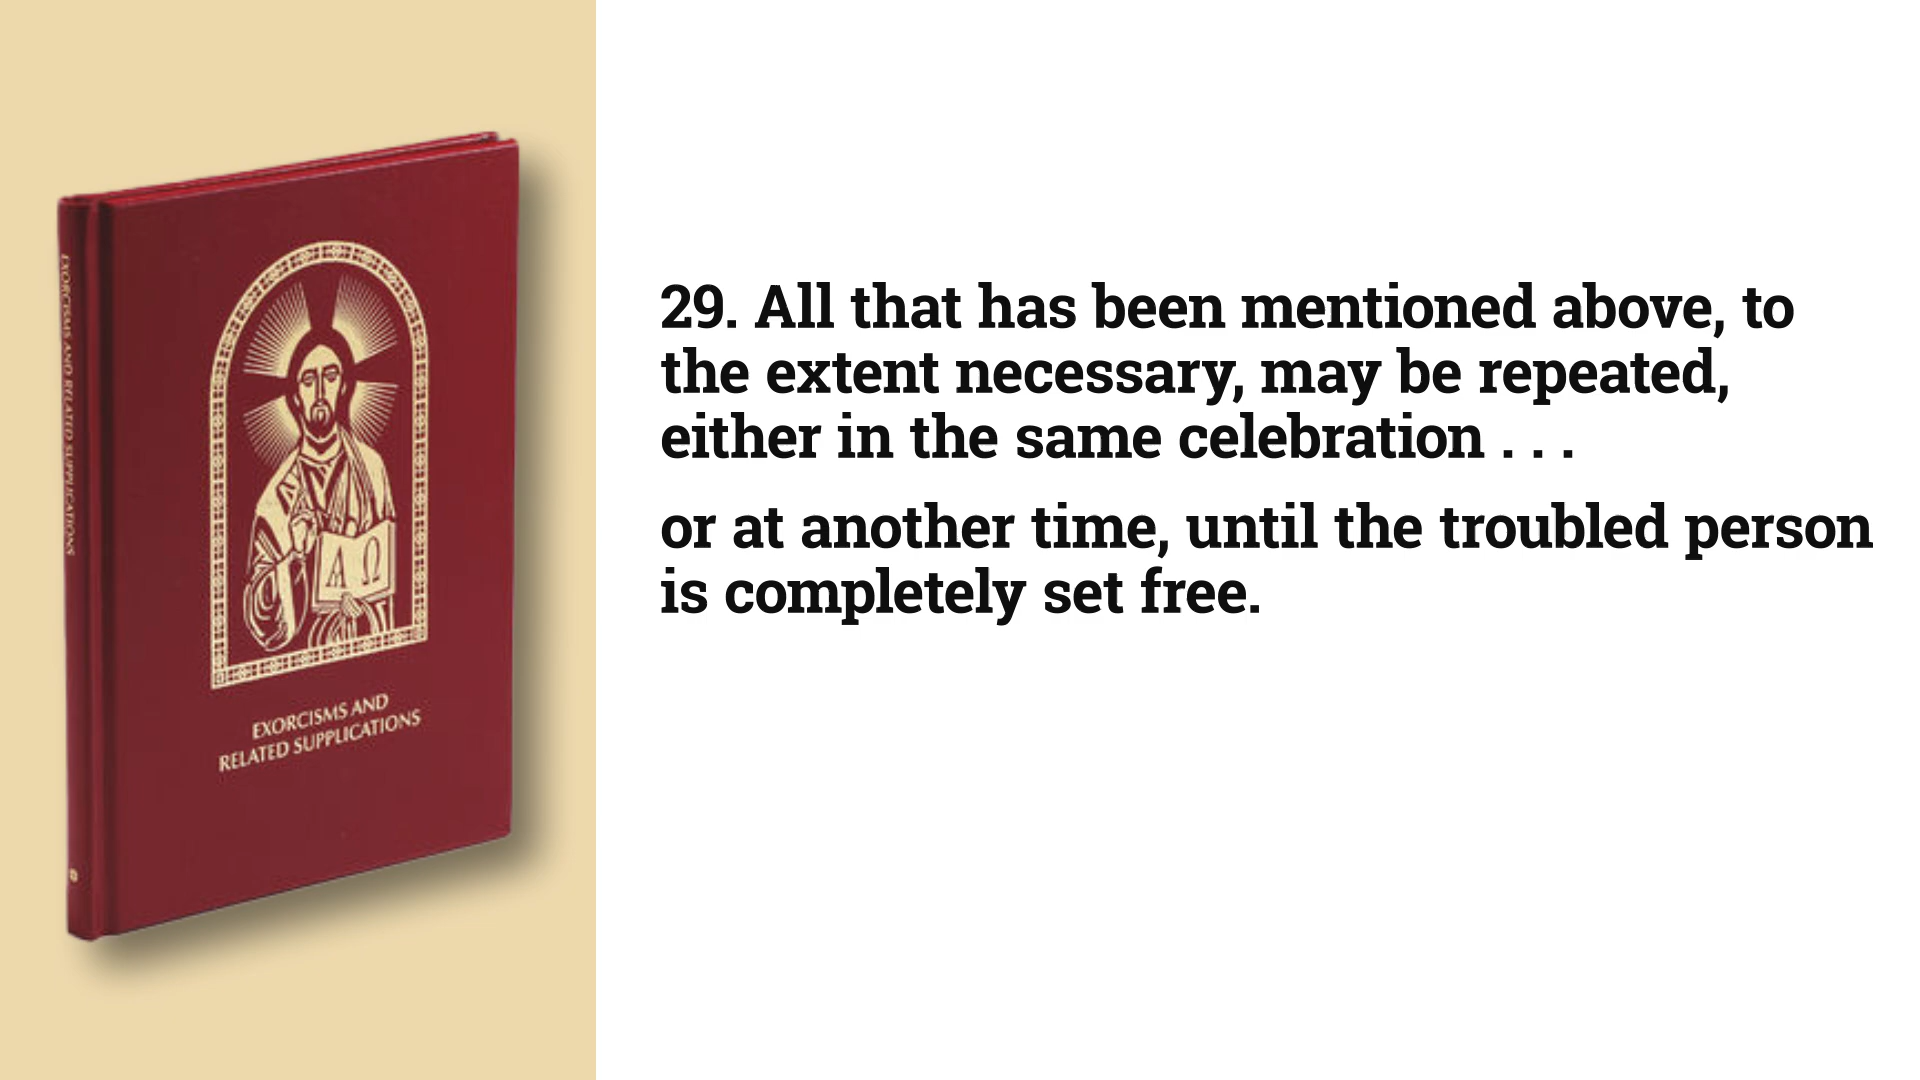 EXORCISMS AND RELATED SUPPLICATIONS
Α Ω
EXORCISMS AND
RELATED SUPPLICATIONS
29. All that has been mentioned above, to
the extent necessary, may be repeated,
either in the same celebration . . .
or at another time, until the troubled person
is completely set free.